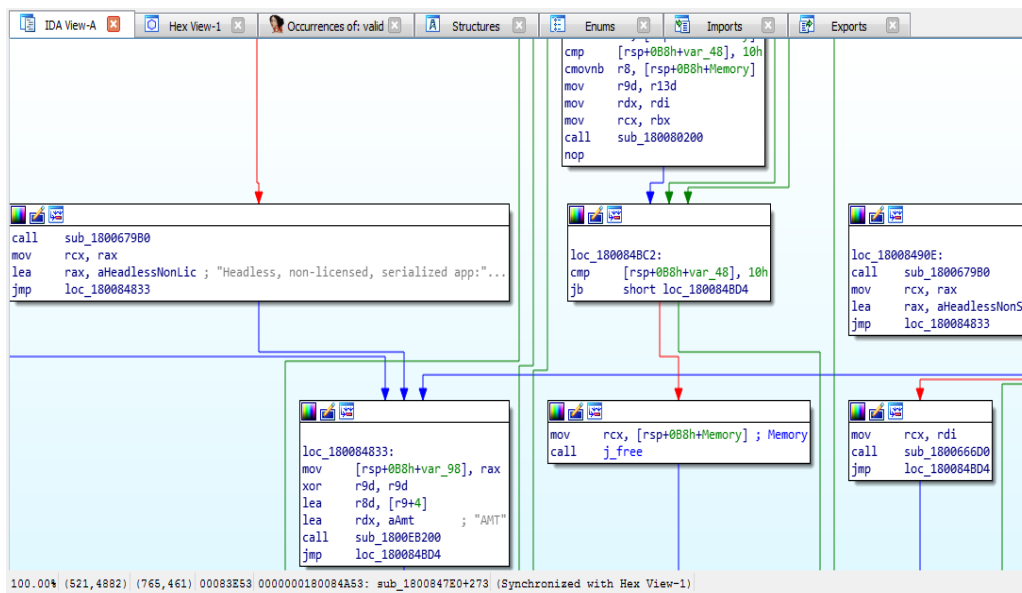 IDA View-A
Hex View-1
Occurrences of: valid
Structures
Enums
Imports
Exports
cmp [rsp+0B8h+var_48], 10h
cmovnb r8, [rsp+0B8h+Memory]
mov r9d, r13d
mov rdx, rdi
mov rcx, rbx
call sub_180080200
nop
call sub_1800679B0
mov rcx, rax
lea rax, aHeadlessNonLic ; "Headless, non-licensed, serialized app:"...
jmp loc_180084833
loc_180084BC2:
cmp [rsp+0B8h+var_48], 10h
jb short loc_180084BD4
loc_18008490E:
call sub_1800679B0
mov rcx, rax
lea rax, aHeadlessNonS
jmp loc_180084833
loc_180084833:
mov [rsp+0B8h+var_98], rax
xor r9d, r9d
lea r8d, [r9+4]
lea rdx, aAmt ; "AMT"
call sub_1800EB200
jmp loc_180084BD4
mov rcx, [rsp+0B8h+Memory] ; Memory
call j_free
mov rcx, rdi
call sub_1800666D0
jmp loc_180084BD4
100.00% (521,4882) (765,461) 00083E53 0000000180084A53: sub_1800847E0+273 (Synchronized with Hex View-1)